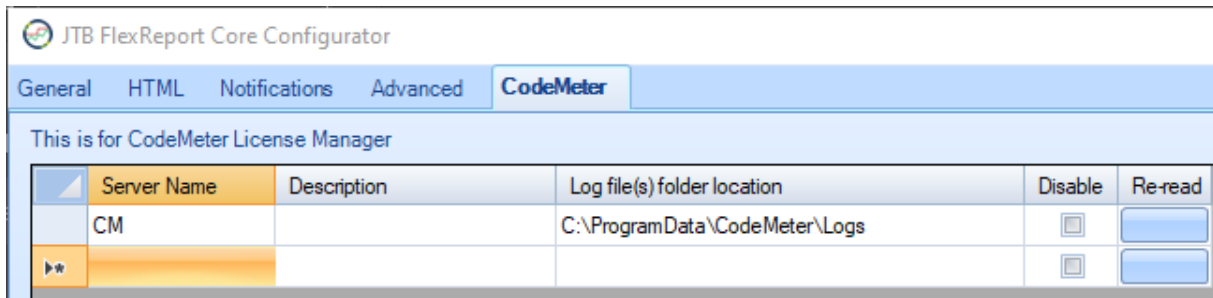 JTB FlexReport Core Configurator
General HTML Notifications Advanced CodeMeter
This is for CodeMeter License Manager
Server Name Description Log file(s) folder location Disable Re-read
CM C:\ProgramData\CodeMeter\Logs